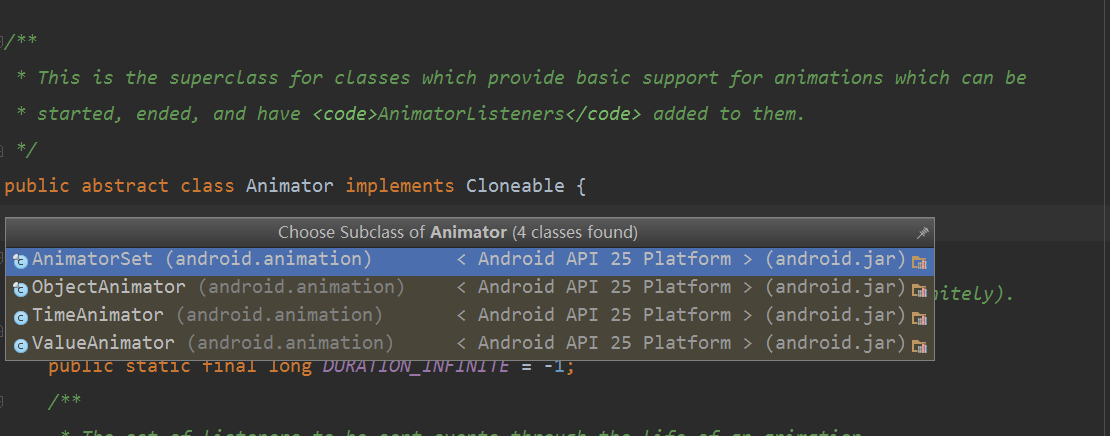 /**
* This is the superclass for classes which provide basic support for animations which can be
* started, ended, and have <code>AnimatorListeners</code> added to them.
*/
public abstract class Animator implements Cloneable {
Choose Subclass of Animator (4 classes found)
AnimatorSet (android.animation) < Android API 25 Platform > (android.jar)
ObjectAnimator (android.animation) < Android API 25 Platform > (android.jar)
nitely).
TimeAnimator (android.animation) < Android API 25 Platform > (android.jar)
ValueAnimator (android.animation) < Android API 25 Platform > (android.jar)
public static final long DURATION_INFINITE = -1;
/**
* The set of listeners to be sent events through the life of an animation.